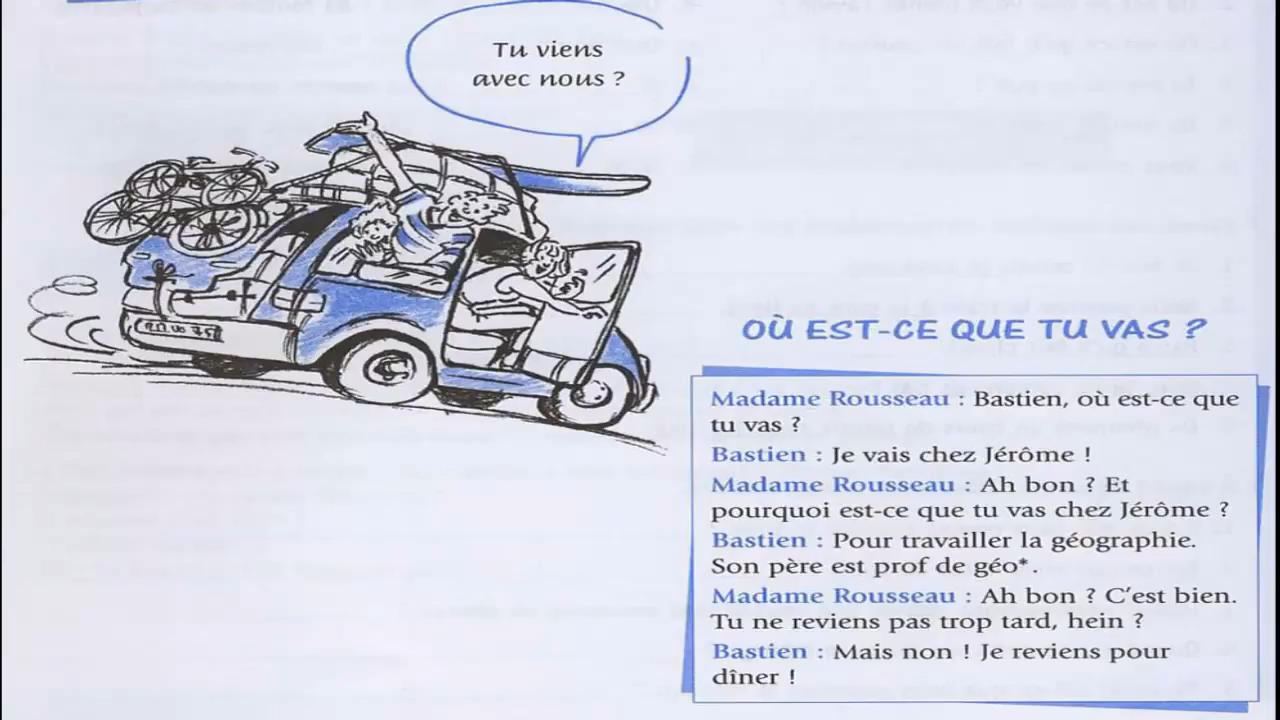 Tu viens
avec nous ?
OÙ EST-CE QUE TU VAS ?
Madame Rousseau : Bastien, où est-ce que
tu vas ?
Bastien : Je vais chez Jérôme !
Madame Rousseau : Ah bon ? Et
pourquoi est-ce que tu vas chez Jérôme ?
Bastien : Pour travailler la géographie.
Son père est prof de géo*.
Madame Rousseau : Ah bon ? C'est bien.
Tu ne reviens pas trop tard, hein ?
Bastien : Mais non ! Je reviens pour
dîner !